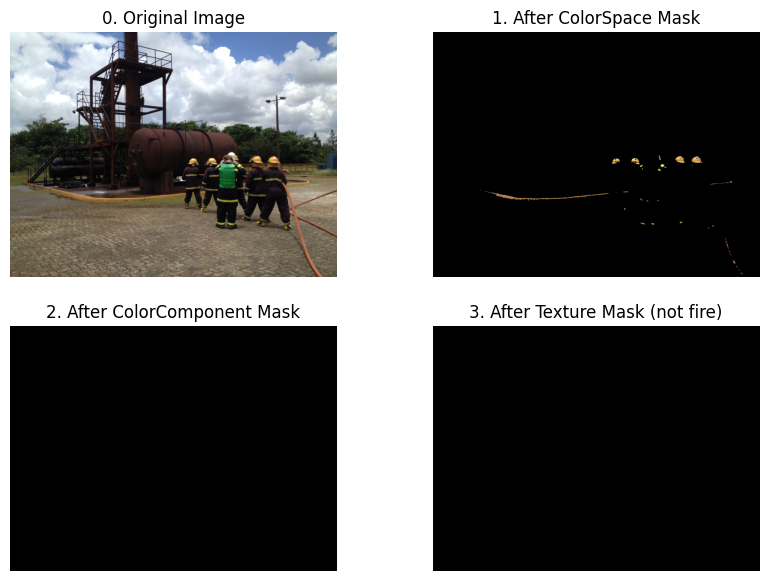 0. Original Image
1. After ColorSpace Mask
2. After ColorComponent Mask
3. After Texture Mask (not fire)